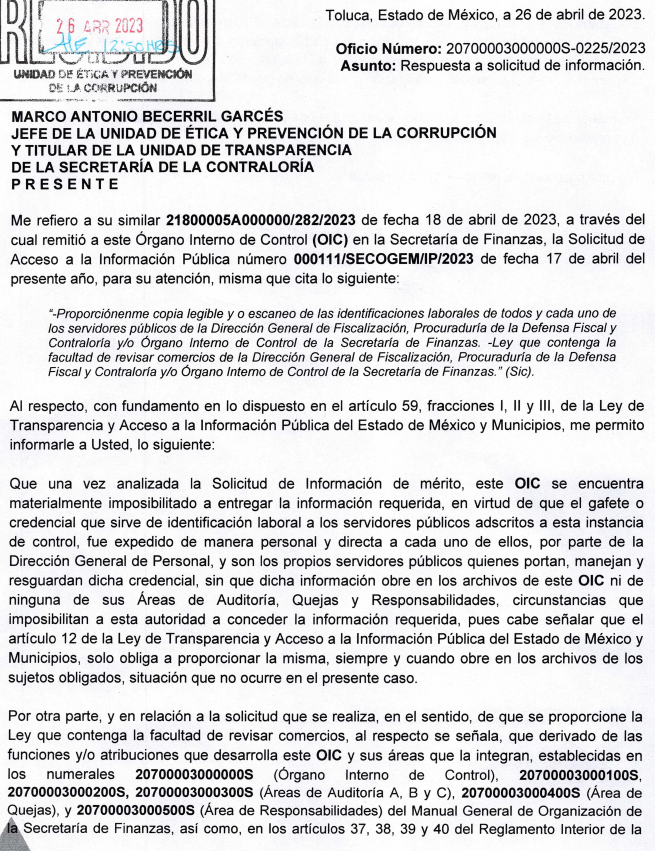 RECIBIDO
26 ABR 2023
12:50 HRS
UNIDAD DE ÉTICA Y PREVENCIÓN
DE LA CORRUPCIÓN
Toluca, Estado de México, a 26 de abril de 2023.
Oficio Número: 20700003000000S-0225/2023
Asunto: Respuesta a solicitud de información.
MARCO ANTONIO BECERRIL GARCÉS
JEFE DE LA UNIDAD DE ÉTICA Y PREVENCIÓN DE LA CORRUPCIÓN
Y TITULAR DE LA UNIDAD DE TRANSPARENCIA
DE LA SECRETARÍA DE LA CONTRALORÍA
P R E S E N T E
Me refiero a su similar 21800005A000000/282/2023 de fecha 18 de abril de 2023, a través del
cual remitió a este Órgano Interno de Control (OIC) en la Secretaría de Finanzas, la Solicitud de
Acceso a la Información Pública número 000111/SECOGEM/IP/2023 de fecha 17 de abril del
presente año, para su atención, misma que cita lo siguiente:
“-Proporciónenme copia legible y o escaneo de las identificaciones laborales de todos y cada uno de
los servidores públicos de la Dirección General de Fiscalización, Procuraduría de la Defensa Fiscal y
Contraloría y/o Órgano Interno de Control de la Secretaría de Finanzas. -Ley que contenga la
facultad de revisar comercios de la Dirección General de Fiscalización, Procuraduría de la Defensa
Fiscal y Contraloría y/o Órgano Interno de Control de la Secretaría de Finanzas.” (Sic).
Al respecto, con fundamento en lo dispuesto en el artículo 59, fracciones I, II y III, de la Ley de
Transparencia y Acceso a la Información Pública del Estado de México y Municipios, me permito
informarle a Usted, lo siguiente:
Que una vez analizada la Solicitud de Información de mérito, este OIC se encuentra
materialmente imposibilitado a entregar la información requerida, en virtud de que el gafete o
credencial que sirve de identificación laboral a los servidores públicos adscritos a esta instancia
de control, fue expedido de manera personal y directa a cada uno de ellos, por parte de la
Dirección General de Personal, y son los propios servidores públicos quienes portan, manejan y
resguardan dicha credencial, sin que dicha información obre en los archivos de este OIC ni de
ninguna de sus Áreas de Auditoría, Quejas y Responsabilidades, circunstancias que
imposibilitan a esta autoridad a conceder la información requerida, pues cabe señalar que el
artículo 12 de la Ley de Transparencia y Acceso a la Información Pública del Estado de México y
Municipios, solo obliga a proporcionar la misma, siempre y cuando obre en los archivos de los
sujetos obligados, situación que no ocurre en el presente caso.
Por otra parte, y en relación a la solicitud que se realiza, en el sentido, de que se proporcione la
Ley que contenga la facultad de revisar comercios, al respecto se señala, que derivado de las
funciones y/o atribuciones que desarrolla este OIC y sus áreas que la integran, establecidas en
los numerales 20700003000000S (Órgano Interno de Control), 20700003000100S,
20700003000200S, 20700003000300S (Áreas de Auditoría A, B y C), 20700003000400S (Área de
Quejas), y 20700003000500S (Área de Responsabilidades) del Manual General de Organización de
la Secretaría de Finanzas, así como, en los artículos 37, 38, 39 y 40 del Reglamento Interior de la